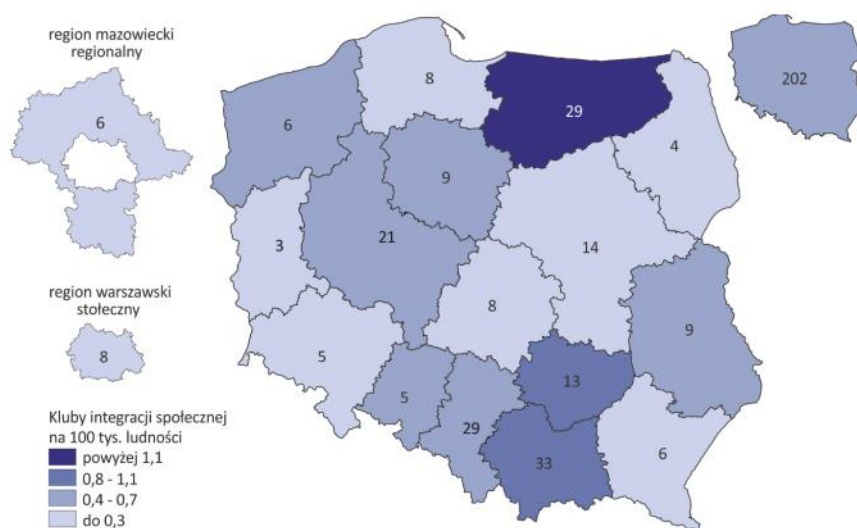 region mazowiecki
regionalny
6
region warszawski
stołeczny
8
Kluby integracji społecznej
na 100 tys. ludności
powyżej 1,1
0,8 - 1,1
0,4 - 0,7
do 0,3
8
6
29
4
9
21
3
14
8
5
9
13
5
29
33
6
202